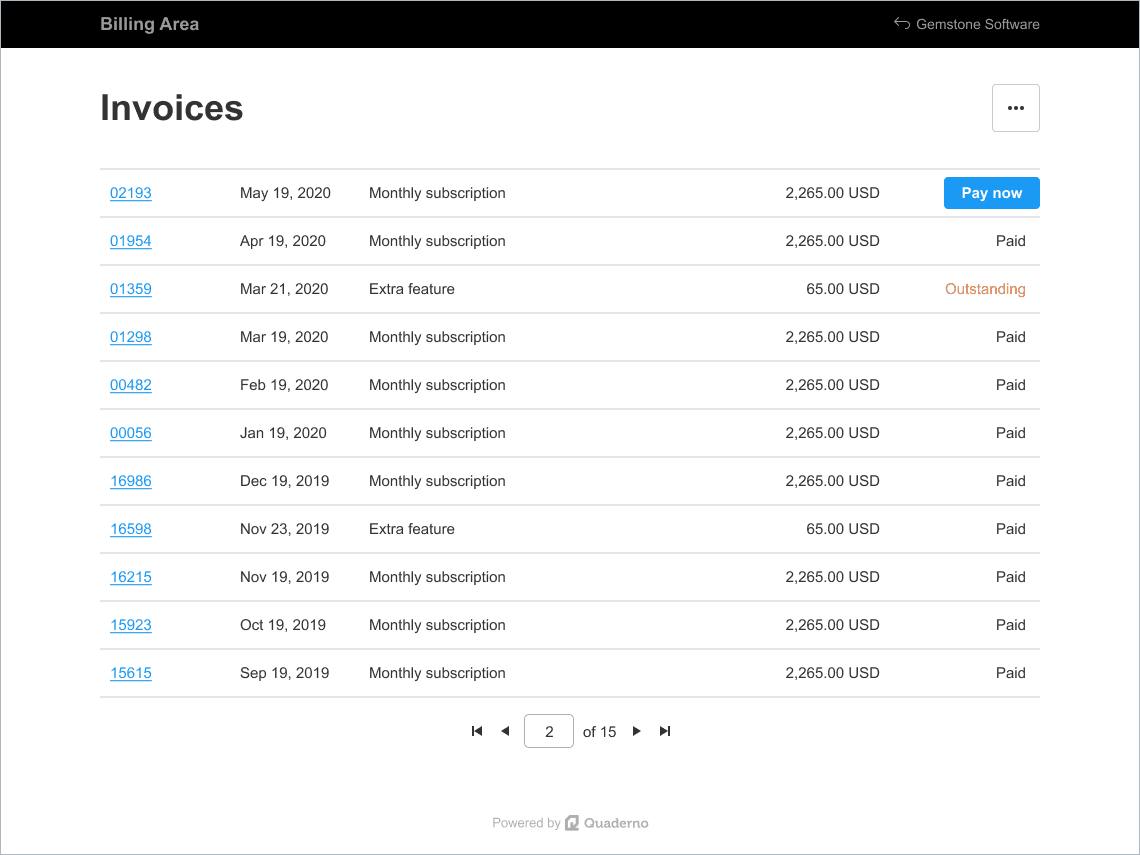 Billing Area Gemstone Software
Invoices
02193 May 19, 2020 Monthly subscription 2,265.00 USD Pay now
01954 Apr 19, 2020 Monthly subscription 2,265.00 USD Paid
01359 Mar 21, 2020 Extra feature 65.00 USD Outstanding
01298 Mar 19, 2020 Monthly subscription 2,265.00 USD Paid
00482 Feb 19, 2020 Monthly subscription 2,265.00 USD Paid
00056 Jan 19, 2020 Monthly subscription 2,265.00 USD Paid
16986 Dec 19, 2019 Monthly subscription 2,265.00 USD Paid
16598 Nov 23, 2019 Extra feature 65.00 USD Paid
16215 Nov 19, 2019 Monthly subscription 2,265.00 USD Paid
15923 Oct 19, 2019 Monthly subscription 2,265.00 USD Paid
15615 Sep 19, 2019 Monthly subscription 2,265.00 USD Paid
2 of 15
Powered by Quaderno